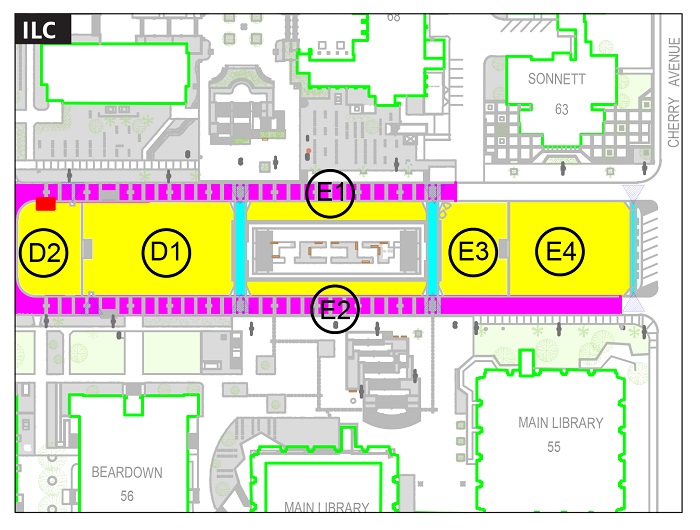 ILC
68
SONNETT
63
CHERRY AVENUE
E1
D2
D1
E3
E4
E2
MAIN LIBRARY
55
BEARDOWN
56
MAIN LIBRARY